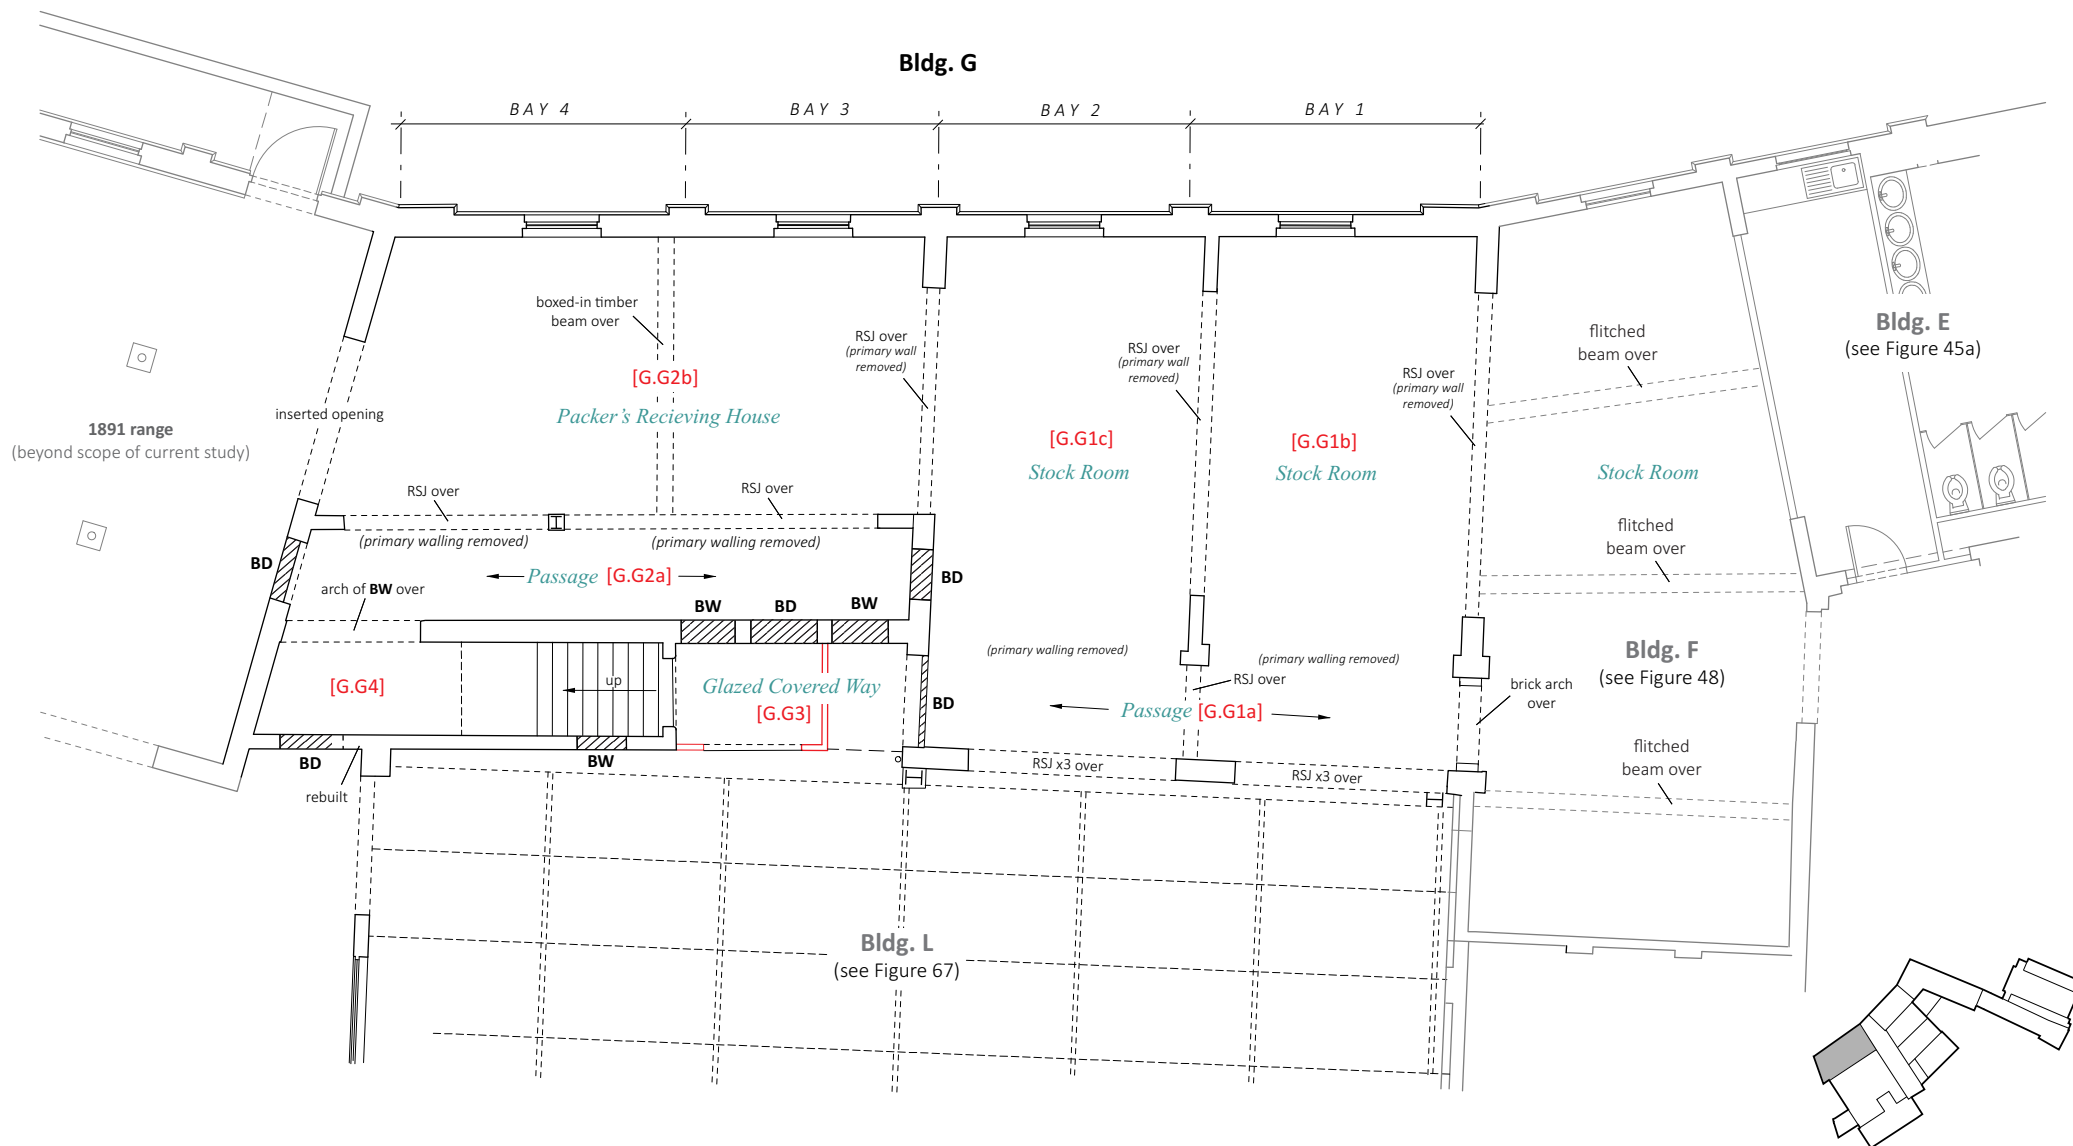 Bldg. G
BAY 4
BAY 3
BAY 2
BAY 1
boxed-in timber
beam over
RSJ over
(primary wall
removed)
RSJ over
(primary wall
removed)
RSJ over
(primary wall
removed)
flitched
beam over
Bldg. E
(see Figure 45a)
[G.G2b]
Packer's Recieving House
inserted opening
1891 range
(beyond scope of current study)
[G.G1c]
Stock Room
[G.G1b]
Stock Room
Stock Room
RSJ over
RSJ over
(primary walling removed)
(primary walling removed)
flitched
beam over
BD
Passage [G.G2a]
BD
arch of BW over
BW
BD
BW
(primary walling removed)
(primary walling removed)
Bldg. F
(see Figure 48)
[G.G4]
up
Glazed Covered Way
[G.G3]
BD
RSJ over
Passage [G.G1a]
brick arch
over
BD
BW
rebuilt
RSJ x3 over
RSJ x3 over
flitched
beam over
Bldg. L
(see Figure 67)